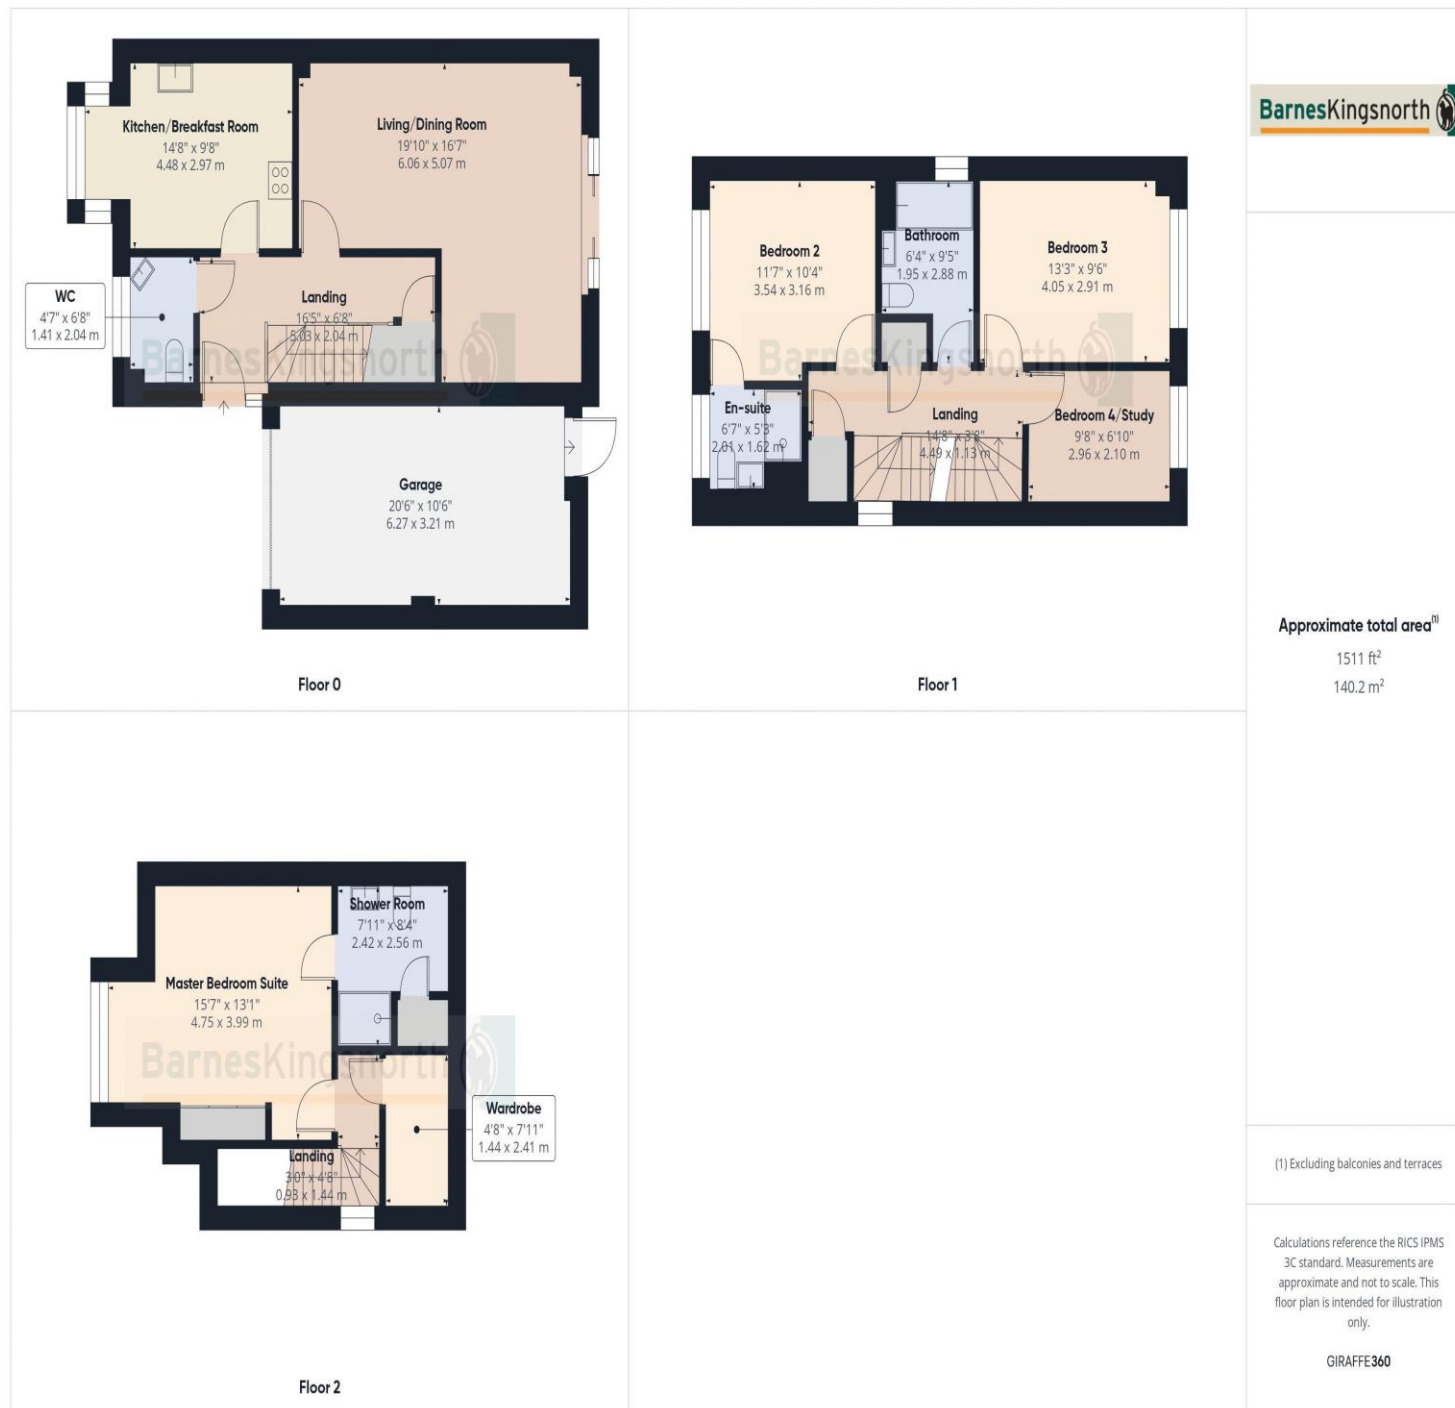 Kitchen/Breakfast Room
14'8" x 9'8"
4.48 x 2.97 m
Living/Dining Room
19'10" x 16'7"
6.06 x 5.07 m
WC
4'7" x 6'8"
1.41 x 2.04 m
Landing
16'5" x 6'8"
5.03 x 2.04 m
BarnesKingsnorth
Garage
20'6" x 10'6"
6.27 x 3.21 m
Floor 0
Bedroom 2
11'7" x 10'4"
3.54 x 3.16 m
Bathroom
6'4" x 9'5"
1.95 x 2.88 m
Bedroom 3
13'3" x 9'6"
4.05 x 2.91 m
BarnesKingsnorth
En-suite
6'7" x 5'3"
2.01 x 1.62 m
Landing
14'8" x 3'8"
4.49 x 1.13 m
Bedroom 4/Study
9'8" x 6'10"
2.96 x 2.10 m
Floor 1
Shower Room
7'11" x 8'4"
2.42 x 2.56 m
Master Bedroom Suite
15'7" x 13'1"
4.75 x 3.99 m
BarnesKingsnorth
Wardrobe
4'8" x 7'11"
1.44 x 2.41 m
Landing
3'0" x 4'8"
0.93 x 1.44 m
Floor 2
BarnesKingsnorth
Approximate total area(1)
1511 ft²
140.2 m²
(1) Excluding balconies and terraces
Calculations reference the RICS IPMS
3C standard. Measurements are
approximate and not to scale. This
floor plan is intended for illustration
only.
GIRAFFE360